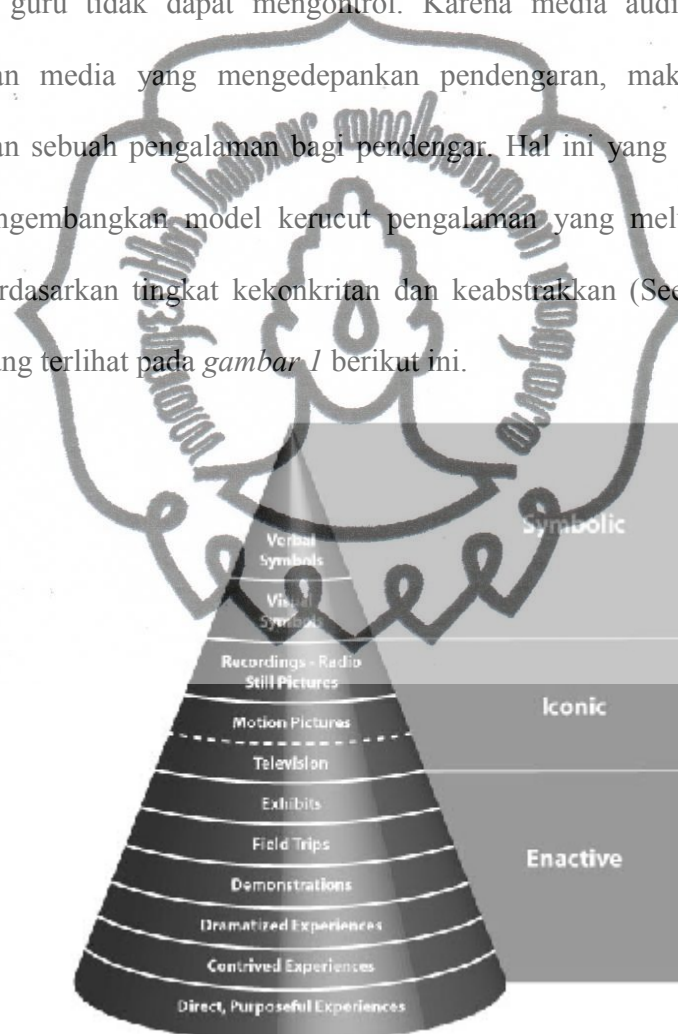 guru tidak dapat mengontrol. Karena media audi
an media yang mengedepankan pendengaran, mak
an sebuah pengalaman bagi pendengar. Hal ini yang
ngembangkan model kerucut pengalaman yang mel
rdasarkan tingkat kekonkritan dan keabstrakkan (See
ng terlihat pada gambar 1 berikut ini.
Symbolic
Verbal
Symbols
Visual
Symbols
Recordings - Radio
Still Pictures
Iconic
Motion Pictures
Television
Exhibits
Field Trips
Enactive
Demonstrations
Dramatized Experiences
Contrived Experiences
Direct, Purposeful Experiences